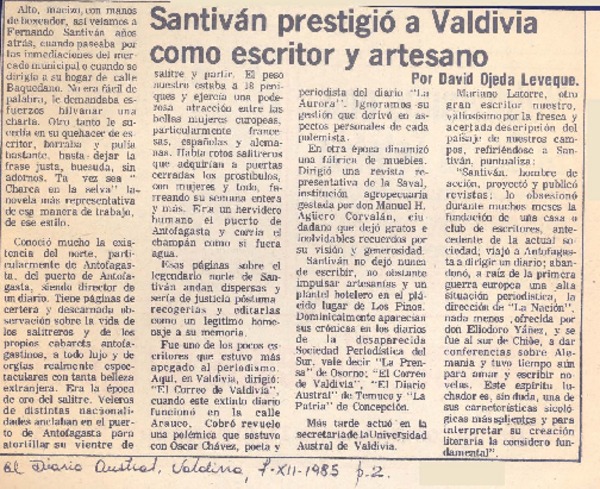 Santiván prestigió a Valdivia
como escritor y artesano
Por David Ojeda Leveque.
Alto, macizo, con manos
de boxeador, así veíamos a
Fernando Santiván años
atrás, cuando paseaba por
las inmediaciones del mer-
cado municipal o cuando se
dirigía a su hogar de calle
Baquedano. No era fácil de
palabra, le demandaba es-
fuerzos hilvanar una
charla. Otro tanto le su-
cedía en su quehacer de es-
critor, borraba y pulía
bastante, hasta dejar la
frase justa, huesuda, sin
adornos. Ta vez sea "
Charca en la selva" la
novela más representativa
de esa manera de trabajo,
de ese estilo.
Conoció mucho la exis-
tencia del norte, partic-
ularmente de Antofagas-
ta, del puerto de Antofa-
gasta, siendo director de
un diario. Tiene páginas de
certera y descarnada ob-
servación sobre la vida de
los salitreros y de los
propios cabarets antofa-
gastinos, a todo lujo y de
orgías realmente espec-
taculares con tanta belleza
extranjera. Era la época
de oro del salitre. Veleros
de distintas nacionali-
dades anclaban en el puer-
to de Antofagasta para
atortillar su vientre de
salitre y partir. El peso
nuestro estaba a 18 peni-
ques y ejercía una pode-
rosa atracción entre las
bellas mujeres europeas,
particularmente france-
sas, españolas y alema-
nas. Había rotos salitreros
que adquirían a puertas
cerradas los prostíbulos,
con mujeres y todo, fa-
rreando su semana entera
y más. Era un hervidero
humano el puerto de
Antofagasta y corría el
champán como si fuera
agua.
Esas páginas sobre el
legendario norte de San-
tiván andan dispersas y
sería de justicia póstuma
recogerlas y editarlas
como un legítimo home-
naje a su memoria.
Fue uno de los pocos es-
critores que estuvo más
apegado al periodismo.
Aquí, en Valdivia, dirigió:
"El Correo de Valdivia",
cuando este extinto diario
funcionó en la calle
Arauco. Cobró revuelo
una polémica que sostuvo
con Oscar Chávez, poeta y
periodista del diario "La
Aurora". Ignoramos su
gestión que derivó en as-
pectos personales de cada
polemista.
En otra época dinamizó
una fábrica de muebles.
Dirigió una revista re-
presentativa de la Saval,
institución agropecuaria
gestada por don Manuel H.
Agüero Corvalán, ciu-
dadano que dejó gratos e
inolvidables recuerdos por
su visión y generosidad.
Santiván no dejó nunca
de escribir, no obstante
impulsar artesanías y un
plantel hotelero en el plá-
cido lugar de Los Pinos.
Dominicalmente aparecían
sus crónicas en los diarios
de la desaparecida
Sociedad Periodística del
Sur, vale decir "La Pren-
sa" de Osorno; "El Correo
de Valdivia", "El Diario
Austral" de Temuco y "La
Patria" de Concepción.
Más tarde actuó en la
secretaría de la Universidad
Austral de Valdivia.
Mariano Latorre, otro
gran escritor nuestro,
valiosísimo por la fresca y
acertada descripción del
paisaje de nuestros cam-
pos, refiriéndose a San-
tiván, puntualiza:
"Santiván, hombre de
acción, proyectó y publicó
revistas; lo obsesionó
durante muchos meses la
fundación de una casa o
club de escritores, ante-
cedente de la actual so-
ciedad; viajó a Antofagas-
ta a dirigir un diario; aban-
donó, a raíz de la primera
guerra europea una alta
situación periodística, la
dirección de "La Nación",
nada menos, ofrecida por
don Eliodoro Yáñez, y se
fue al sur de Chile, a dar
conferencias sobre Ale-
mania y tuvo tiempo aún
para amar y escribir no-
velas. Este espíritu lu-
chador es, sin duda, una de
sus características sicoló-
gicas más salientes y para
interpretar su creación
literaria la considero fun-
damental".
El Diario Austral, Valdivia, 7-XII-1985 p.2.